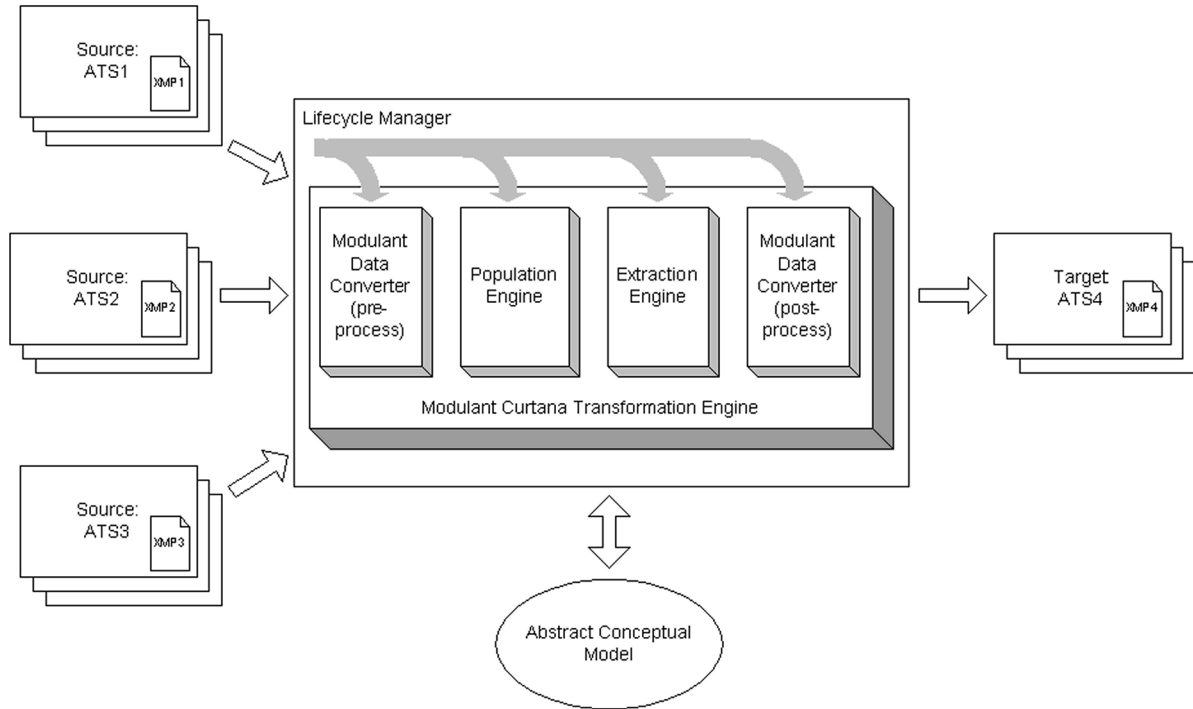 Source:
ATS1
XMP1
Lifecycle Manager
Source:
ATS2
XMP2
Modulant
Data
Converter
(pre-
process)
Population
Engine
Extraction
Engine
Modulant
Data
Converter
(post-
process)
Modulant Curtana Transformation Engine
Target
ATS4
XMP4
Source:
ATS3
XMP3
Abstract Conceptual
Model